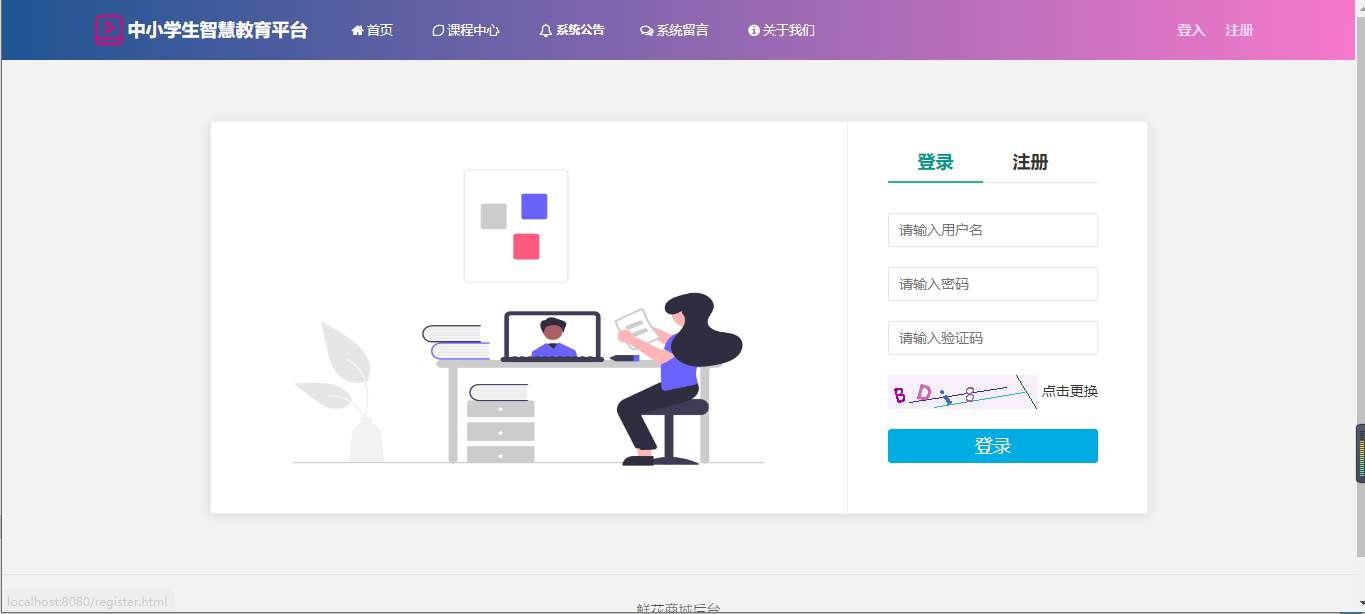 中小学生智慧教育平台 首页 课程中心 系统公告 系统留言 关于我们 登入 注册
登录 注册
请输入用户名
请输入密码
请输入验证码
点击更换
登录
localhost:8080/register.html
鲜花商城后台